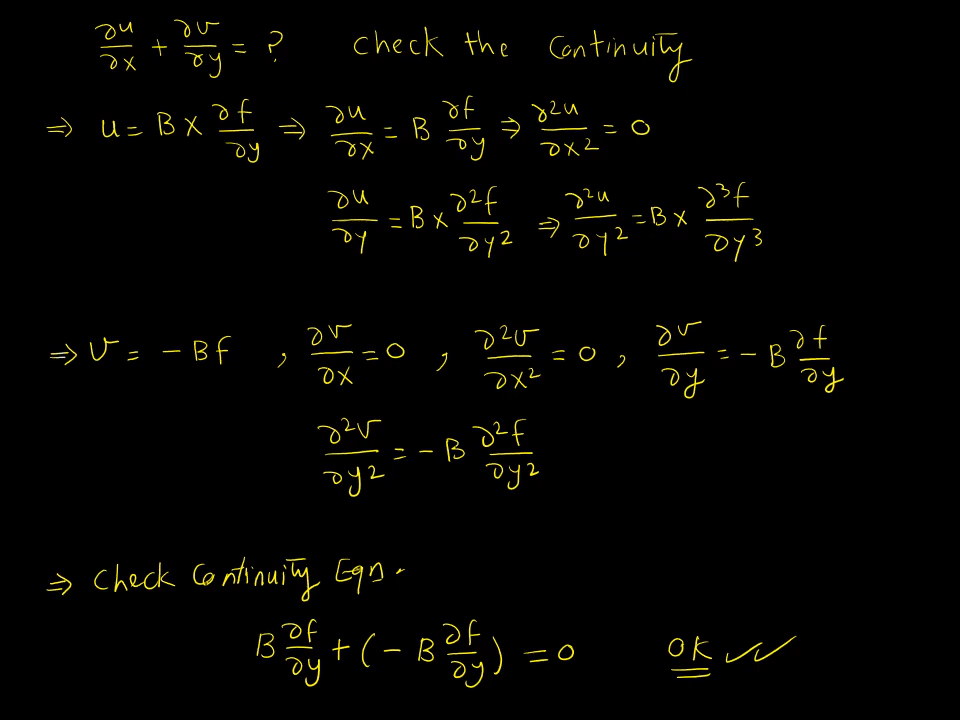 ∂u/∂x + ∂v/∂y = ? Check the Continuity
⇒ u = Bx ∂f/∂y ⇒ ∂u/∂x = B ∂f/∂y ⇒ ∂²u/∂x² = 0
∂u/∂y = Bx ∂²f/∂y² ⇒ ∂²u/∂y² = Bx ∂³f/∂y³
⇒ v = - Bf , ∂v/∂x = 0 , ∂²v/∂x² = 0 , ∂v/∂y = - B ∂f/∂y
∂²v/∂y² = - B ∂²f/∂y²
⇒ Check Continuity Eqn.
B ∂f/∂y + (- B ∂f/∂y) = 0 OK ✓✓